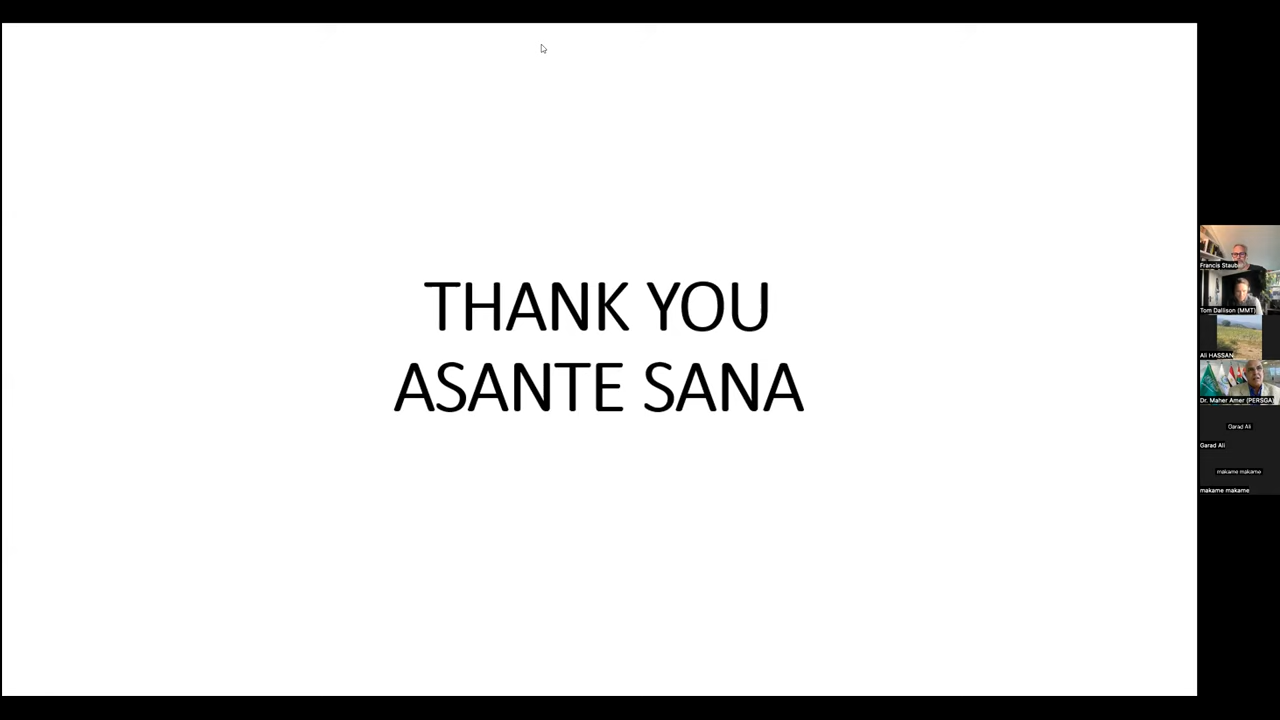 THANK YOU
ASANTE SANA
Francis Staub
Tom Dallison (MMT)
Ali HASSAN
Dr. Maher Amer (PERSGA)
Garad Ali
Garad Ali
makame makame
makame makame